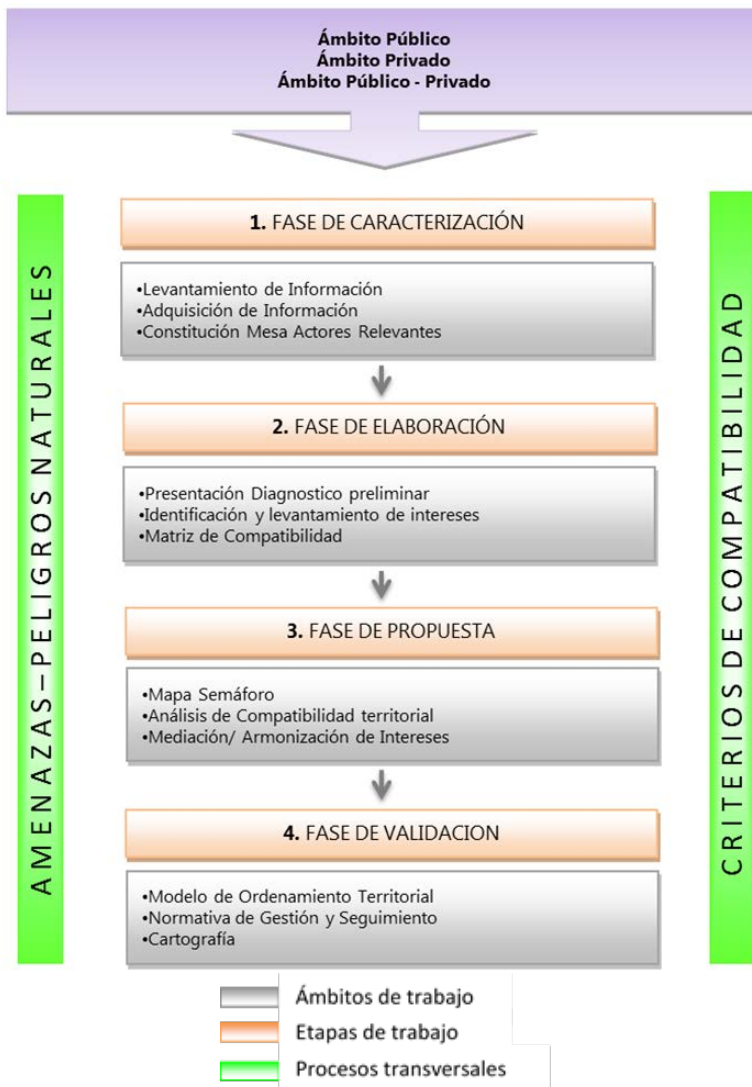 Ámbito Público
Ámbito Privado
Ámbito Público - Privado
AMENAZAS–PELIGROS NATURALES
1. FASE DE CARACTERIZACIÓN
•Levantamiento de Información
•Adquisición de Información
•Constitución Mesa Actores Relevantes
2. FASE DE ELABORACIÓN
•Presentación Diagnostico preliminar
•Identificación y levantamiento de intereses
•Matriz de Compatibilidad
3. FASE DE PROPUESTA
•Mapa Semáforo
•Análisis de Compatibilidad territorial
•Mediación/ Armonización de Intereses
4. FASE DE VALIDACION
•Modelo de Ordenamiento Territorial
•Normativa de Gestión y Seguimiento
•Cartografía
CRITERIOS DE COMPATIBILIDAD
Ámbitos de trabajo
Etapas de trabajo
Procesos transversales